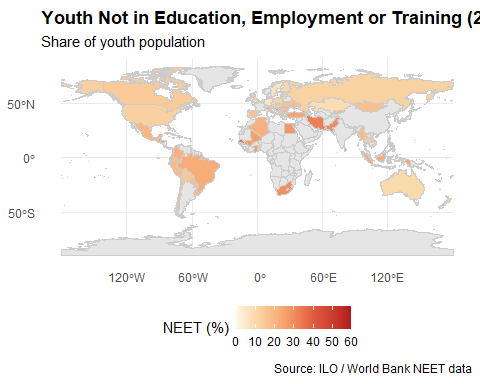 Youth Not in Education, Employment or Training (2
Share of youth population
50°N
0°
50°S
120°W
60°W
0°
60°E
120°E
NEET (%)
0 10 20 30 40 50 60
Source: ILO / World Bank NEET data